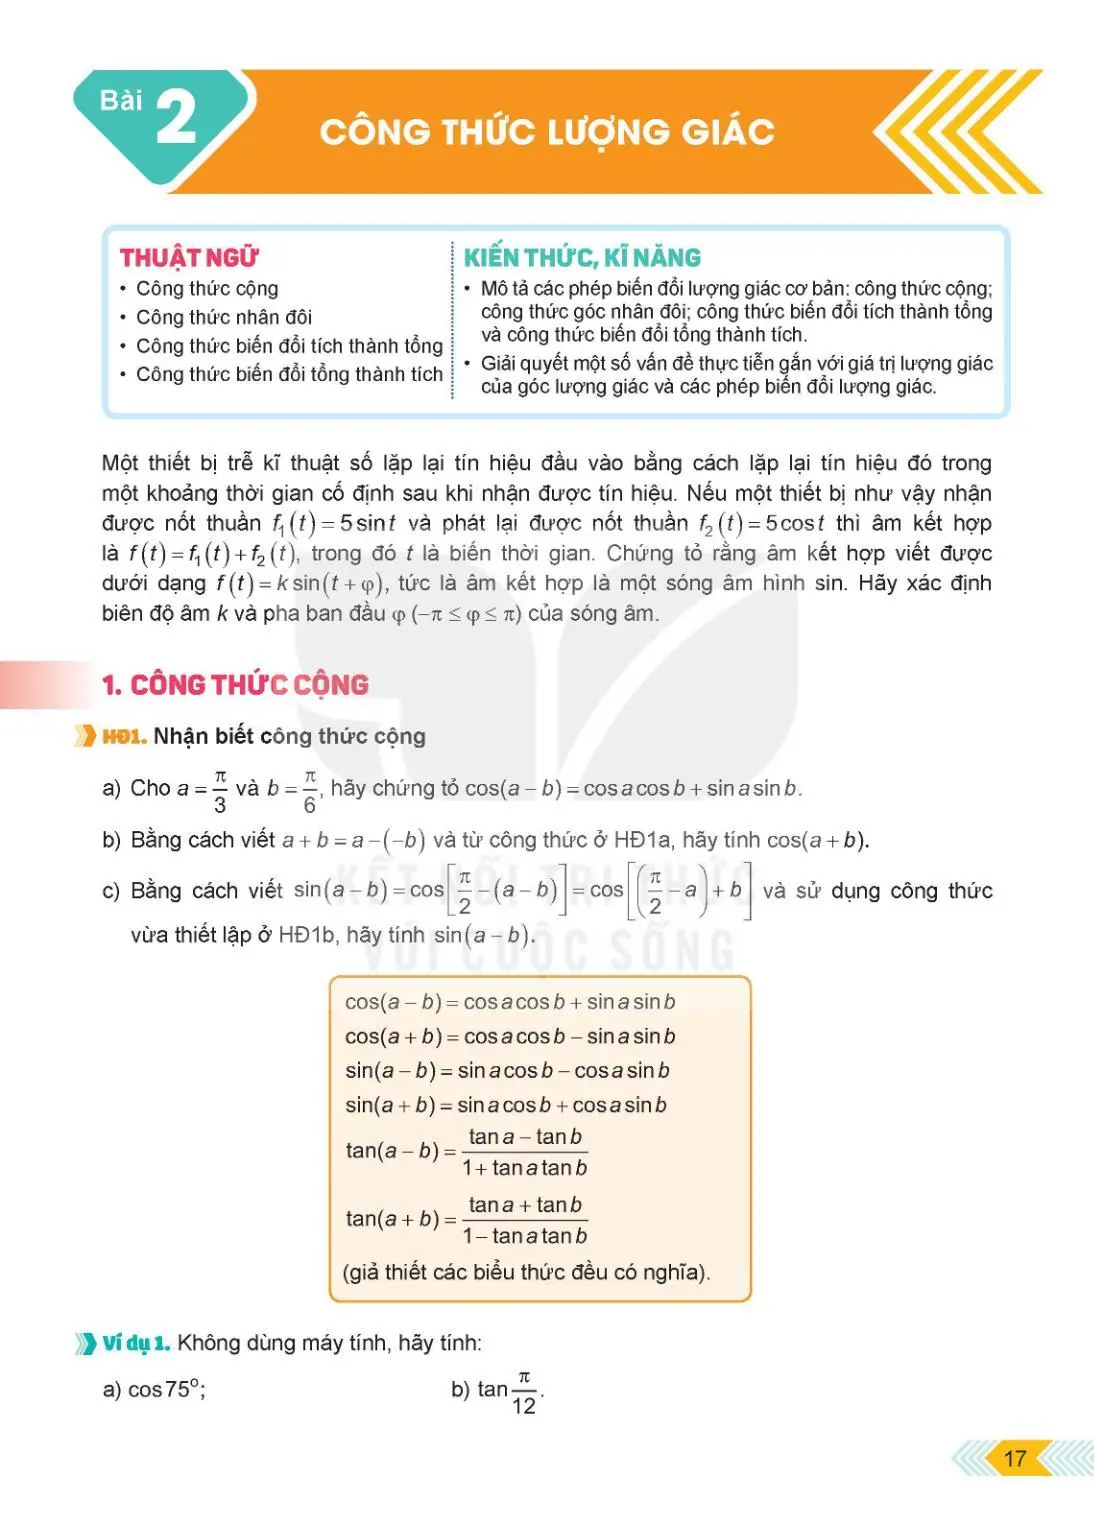 Bài 2
CÔNG THỨC LƯỢNG GIÁC
THUẬT NGỮ
• Công thức cộng
• Công thức nhân đôi
• Công thức biến đổi tích thành tổng
• Công thức biến đổi tổng thành tích
KIẾN THỨC, KĨ NĂNG
• Mô tả các phép biến đổi lượng giác cơ bản: công thức cộng;
công thức góc nhân đôi; công thức biến đổi tích thành tổng
và công thức biến đổi tổng thành tích.
• Giải quyết một số vấn đề thực tiễn gắn với giá trị lượng giác
của góc lượng giác và các phép biến đổi lượng giác.
Một thiết bị trễ kĩ thuật số lặp lại tín hiệu đầu vào bằng cách lặp lại tín hiệu đó trong
một khoảng thời gian cố định sau khi nhận được tín hiệu. Nếu một thiết bị như vậy nhận
được nốt thuần f₁(t) = 5 sin t và phát lại được nốt thuần f₂(t) = 5 cos t thì âm kết hợp
là f(t) = f₁(t) + f₂(t), trong đó t là biến thời gian. Chứng tỏ rằng âm kết hợp viết được
dưới dạng f(t) = k sin(t + φ), tức là âm kết hợp là một sóng âm hình sin. Hãy xác định
biên độ âm k và pha ban đầu φ (−π ≤ φ ≤ π) của sóng âm.
1. CÔNG THỨC CỘNG
HĐ1. Nhận biết công thức cộng
a) Cho a = π/3 và b = π/6, hãy chứng tỏ cos(a − b) = cos a cos b + sin a sin b.
b) Bằng cách viết a + b = a − (−b) và từ công thức ở HĐ1a, hãy tính cos(a + b).
c) Bằng cách viết sin(a − b) = cos[π/2 − (a − b)] = cos[(π/2 − a) + b] và sử dụng công thức
vừa thiết lập ở HĐ1b, hãy tính sin(a − b).
KẾT NỐI TRI THỨC
VỚI CUỘC SỐNG
cos(a − b) = cos a cos b + sin a sin b
cos(a + b) = cos a cos b − sin a sin b
sin(a − b) = sin a cos b − cos a sin b
sin(a + b) = sin a cos b + cos a sin b
tan(a − b) = (tan a − tan b)/(1 + tan a tan b)
tan(a + b) = (tan a + tan b)/(1 − tan a tan b)
(giả thiết các biểu thức đều có nghĩa).
Ví dụ 1. Không dùng máy tính, hãy tính:
a) cos 75°; b) tan π/12.
17